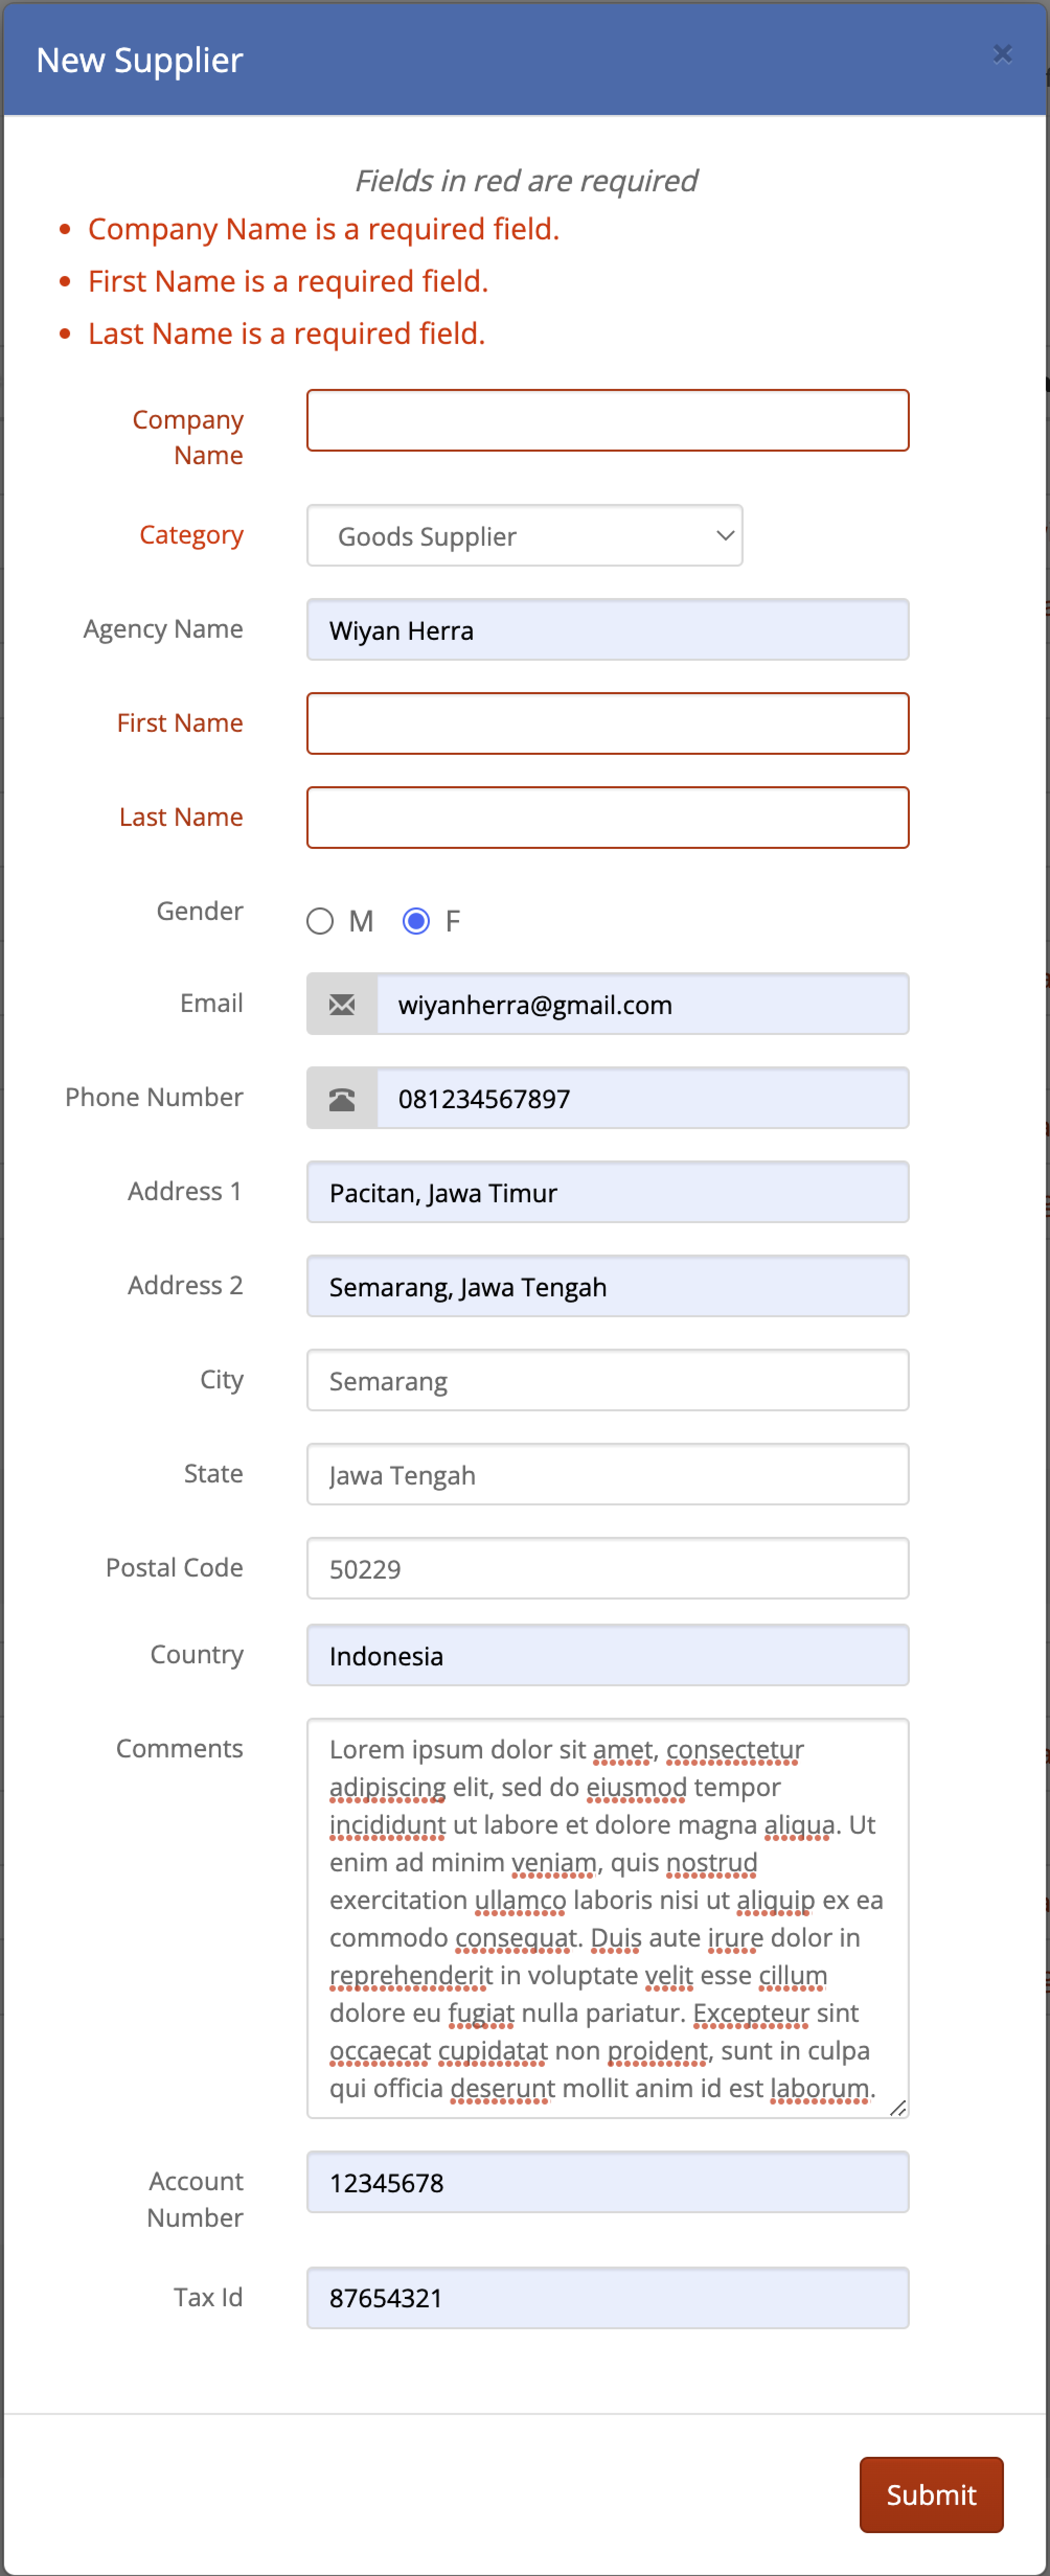 New Supplier
×
Fields in red are required
• Company Name is a required field.
• First Name is a required field.
• Last Name is a required field.
Company
Name
Category
Goods Supplier
Agency Name
Wiyan Herra
First Name
Last Name
Gender
M
F
Email
wiyanherra@gmail.com
Phone Number
081234567897
Address 1
Pacitan, Jawa Timur
Address 2
Semarang, Jawa Tengah
City
Semarang
State
Jawa Tengah
Postal Code
50229
Country
Indonesia
Comments
Lorem ipsum dolor sit amet, consectetur
adipiscing elit, sed do eiusmod tempor
incididunt ut labore et dolore magna aliqua. Ut
enim ad minim veniam, quis nostrud
exercitation ullamco laboris nisi ut aliquip ex ea
commodo consequat. Duis aute irure dolor in
reprehenderit in voluptate velit esse cillum
dolore eu fugiat nulla pariatur. Excepteur sint
occaecat cupidatat non proident, sunt in culpa
qui officia deserunt mollit anim id est laborum.
Account
Number
12345678
Tax Id
87654321
Submit